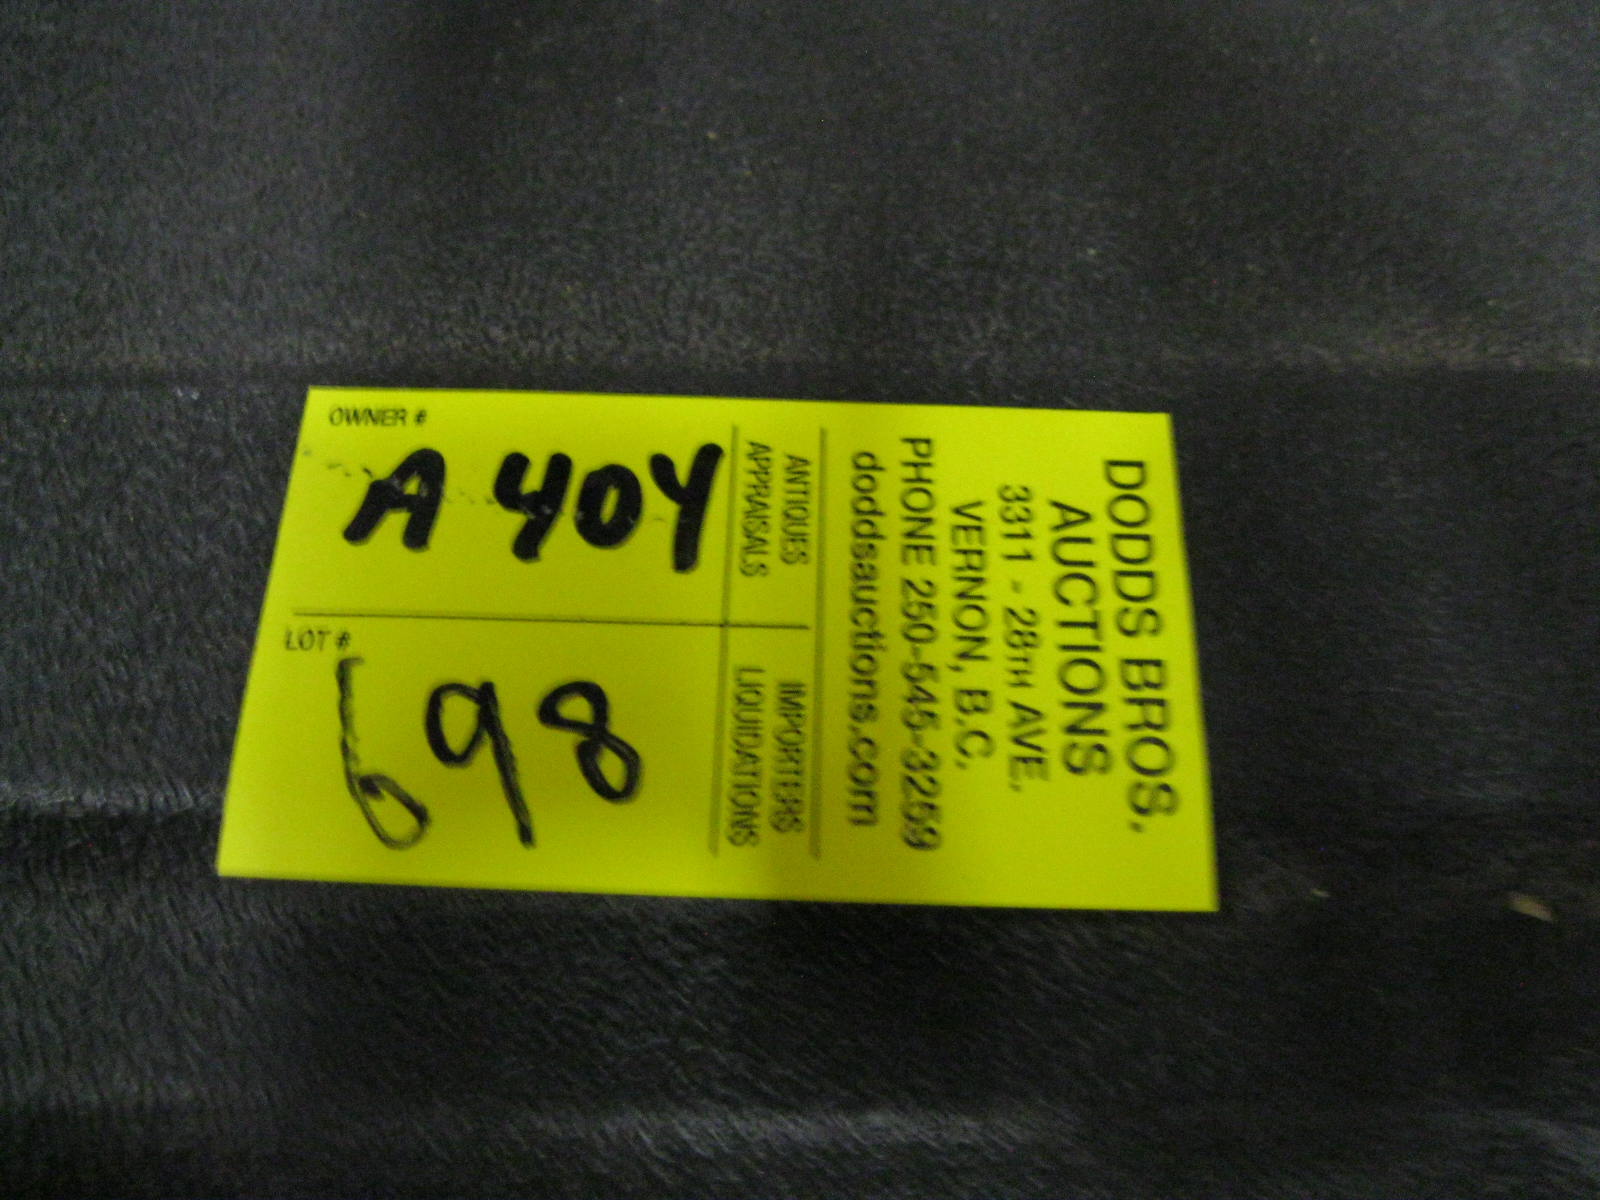 OWNER #
A 40Y
LOT #
698
ANTIQUES
APPRAISALS
IMPORTERS
LIQUIDATIONS
DODDS BROS.
AUCTIONS
3311 - 28TH AVE.
VERNON, B.C.
PHONE 250-545-3259
doddsauctions.com